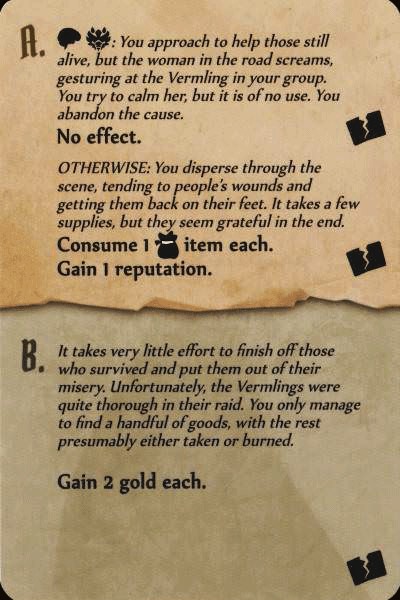 A. : You approach to help those still
alive, but the woman in the road screams,
gesturing at the Vermling in your group.
You try to calm her, but it is of no use. You
abandon the cause.
No effect.
OTHERWISE: You disperse through the
scene, tending to people's wounds and
getting them back on their feet. It takes a few
supplies, but they seem grateful in the end.
Consume 1 item each.
Gain 1 reputation.
B. It takes very little effort to finish off those
who survived and put them out of their
misery. Unfortunately, the Vermlings were
quite thorough in their raid. You only manage
to find a handful of goods, with the rest
presumably either taken or burned.
Gain 2 gold each.